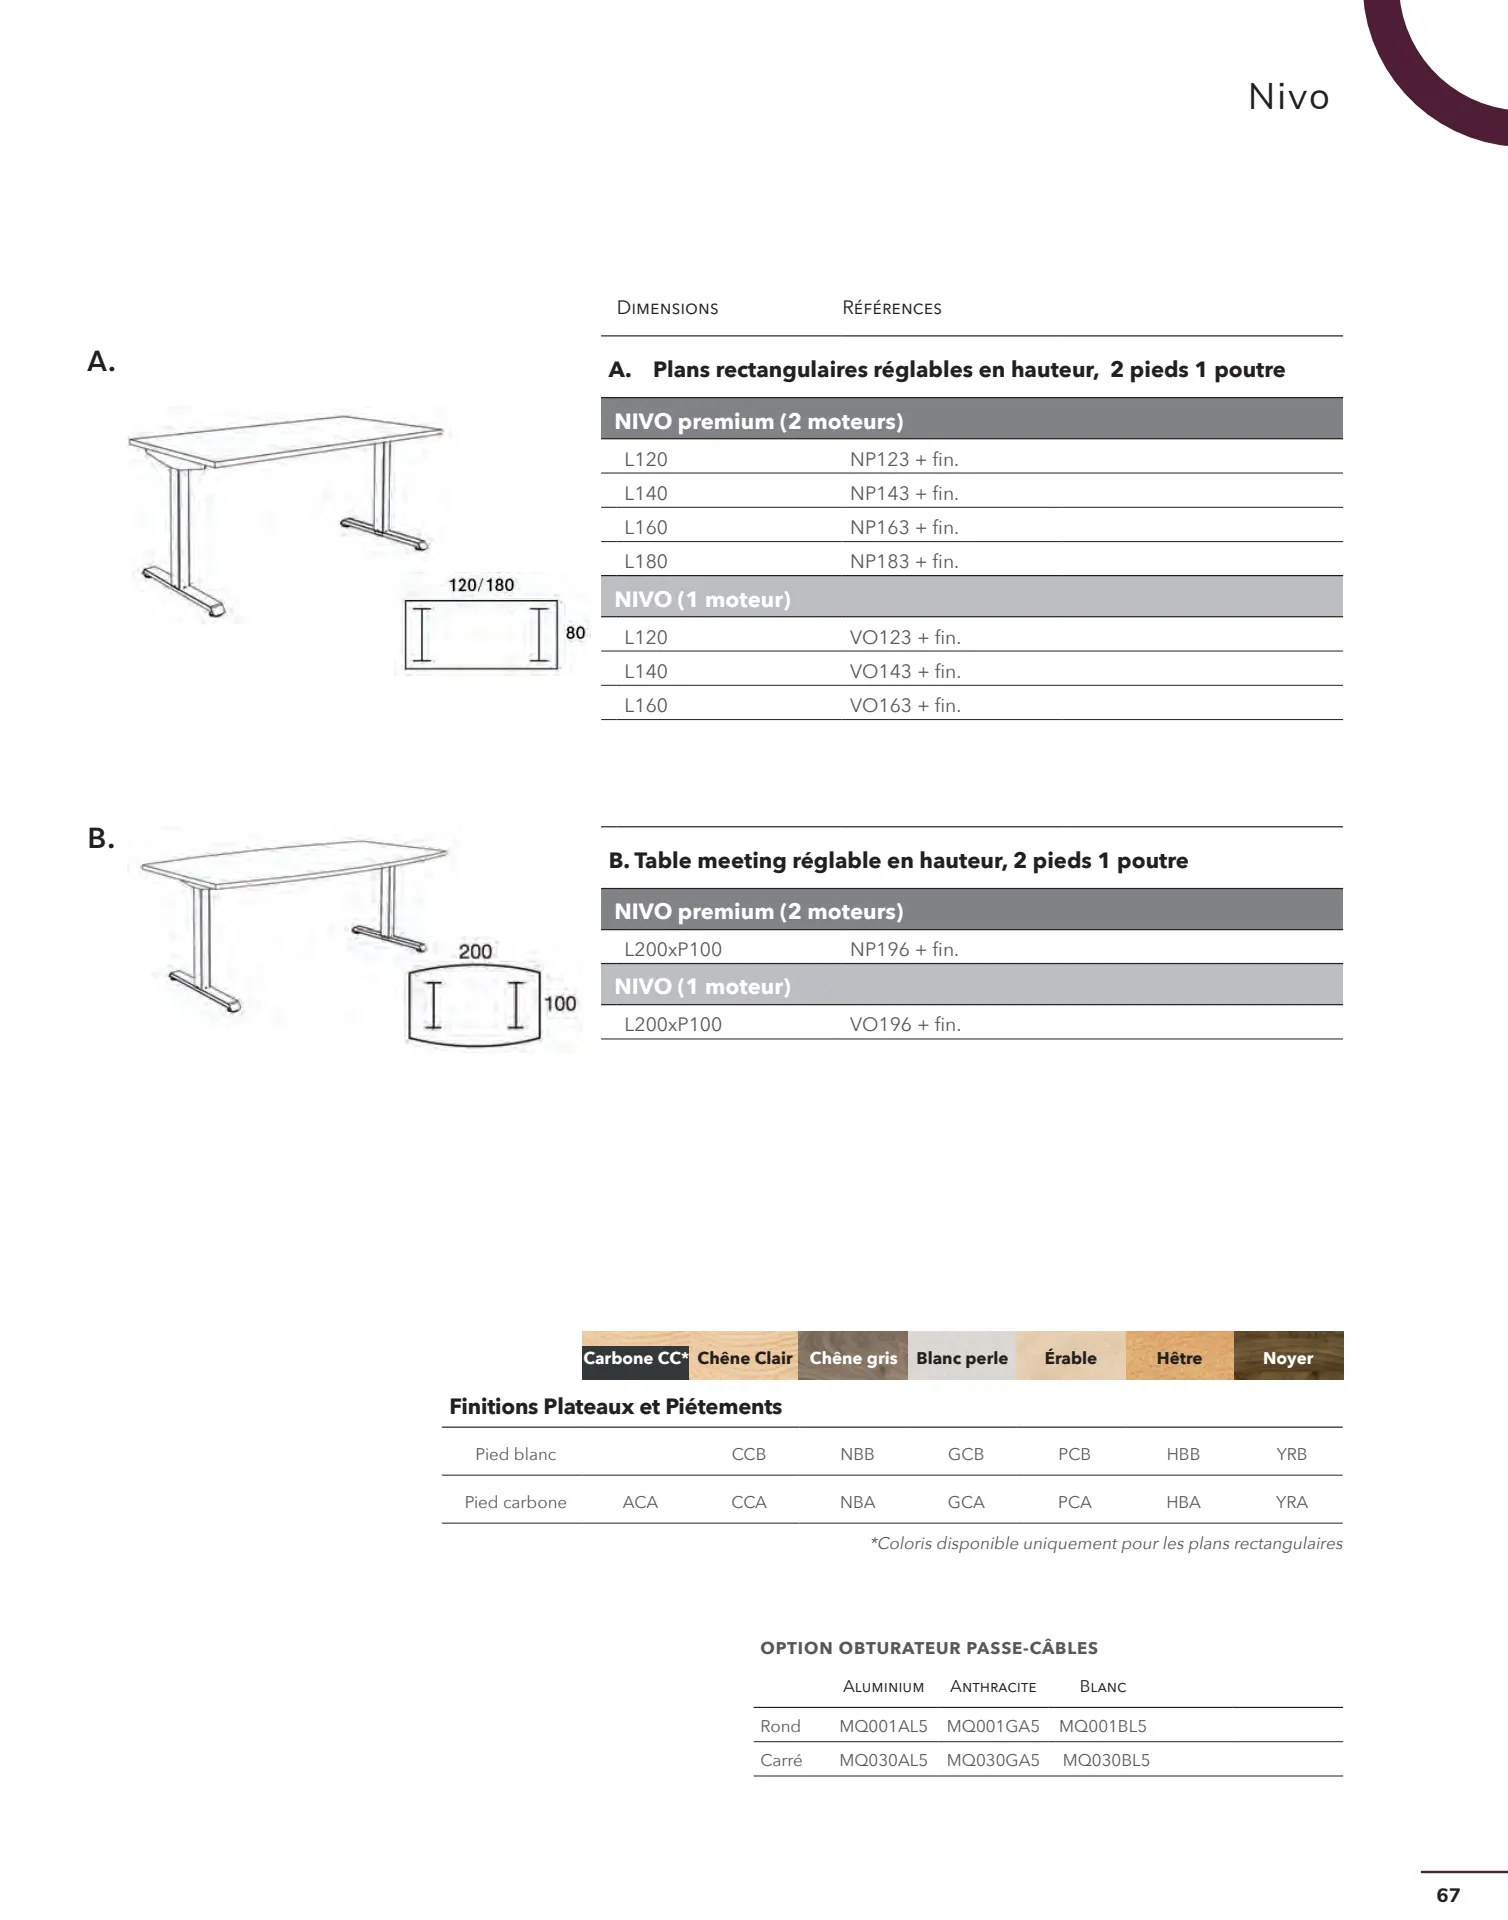 Nivo
Dimensions Références
A.
A. Plans rectangulaires réglables en hauteur, 2 pieds 1 poutre
NIVO premium (2 moteurs)
L120 NP123 + fin.
L140 NP143 + fin.
L160 NP163 + fin.
L180 NP183 + fin.
120/180
80
NIVO (1 moteur)
L120 VO123 + fin.
L140 VO143 + fin.
L160 VO163 + fin.
B.
B. Table meeting réglable en hauteur, 2 pieds 1 poutre
NIVO premium (2 moteurs)
L200xP100 NP196 + fin.
200
100
NIVO (1 moteur)
L200xP100 VO196 + fin.
Carbone CC* Chêne Clair Chêne gris Blanc perle Érable Hêtre Noyer
Finitions Plateaux et Piétements
Pied blanc CCB NBB GCB PCB HBB YRB
Pied carbone ACA CCA NBA GCA PCA HBA YRA
*Coloris disponible uniquement pour les plans rectangulaires
OPTION OBTURATEUR PASSE-CÂBLES
Aluminium Anthracite Blanc
Rond MQ001AL5 MQ001GA5 MQ001BL5
Carré MQ030AL5 MQ030GA5 MQ030BL5
67